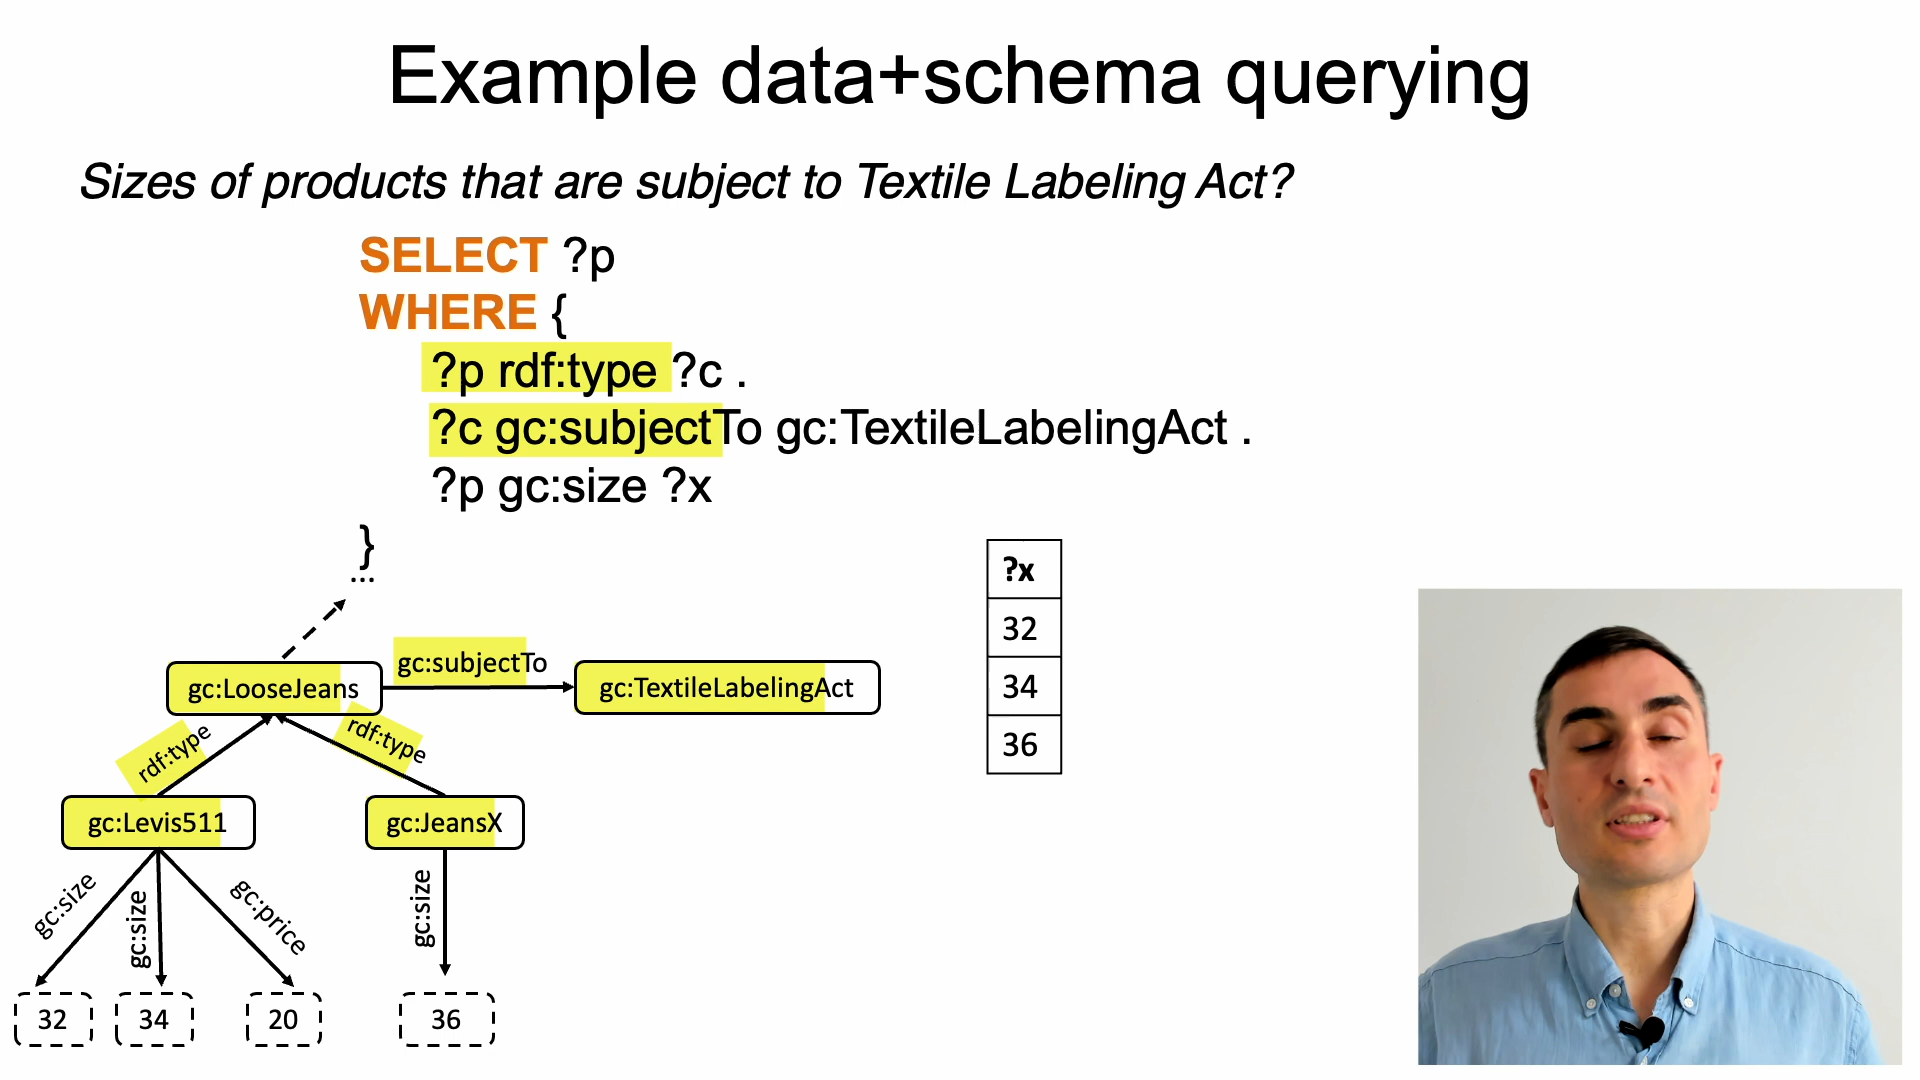 Example data+schema querying
Sizes of products that are subject to Textile Labeling Act?
SELECT ?p
WHERE {
?p rdf:type ?c .
?c gc:subjectTo gc:TextileLabelingAct .
?p gc:size ?x
}
...
?x
32
34
36
gc:subjectTo
gc:LooseJeans
gc:TextileLabelingAct
rdf:type
rdf:type
gc:Levis511
gc:JeansX
gc:size
gc:size
gc:price
gc:size
32
34
20
36